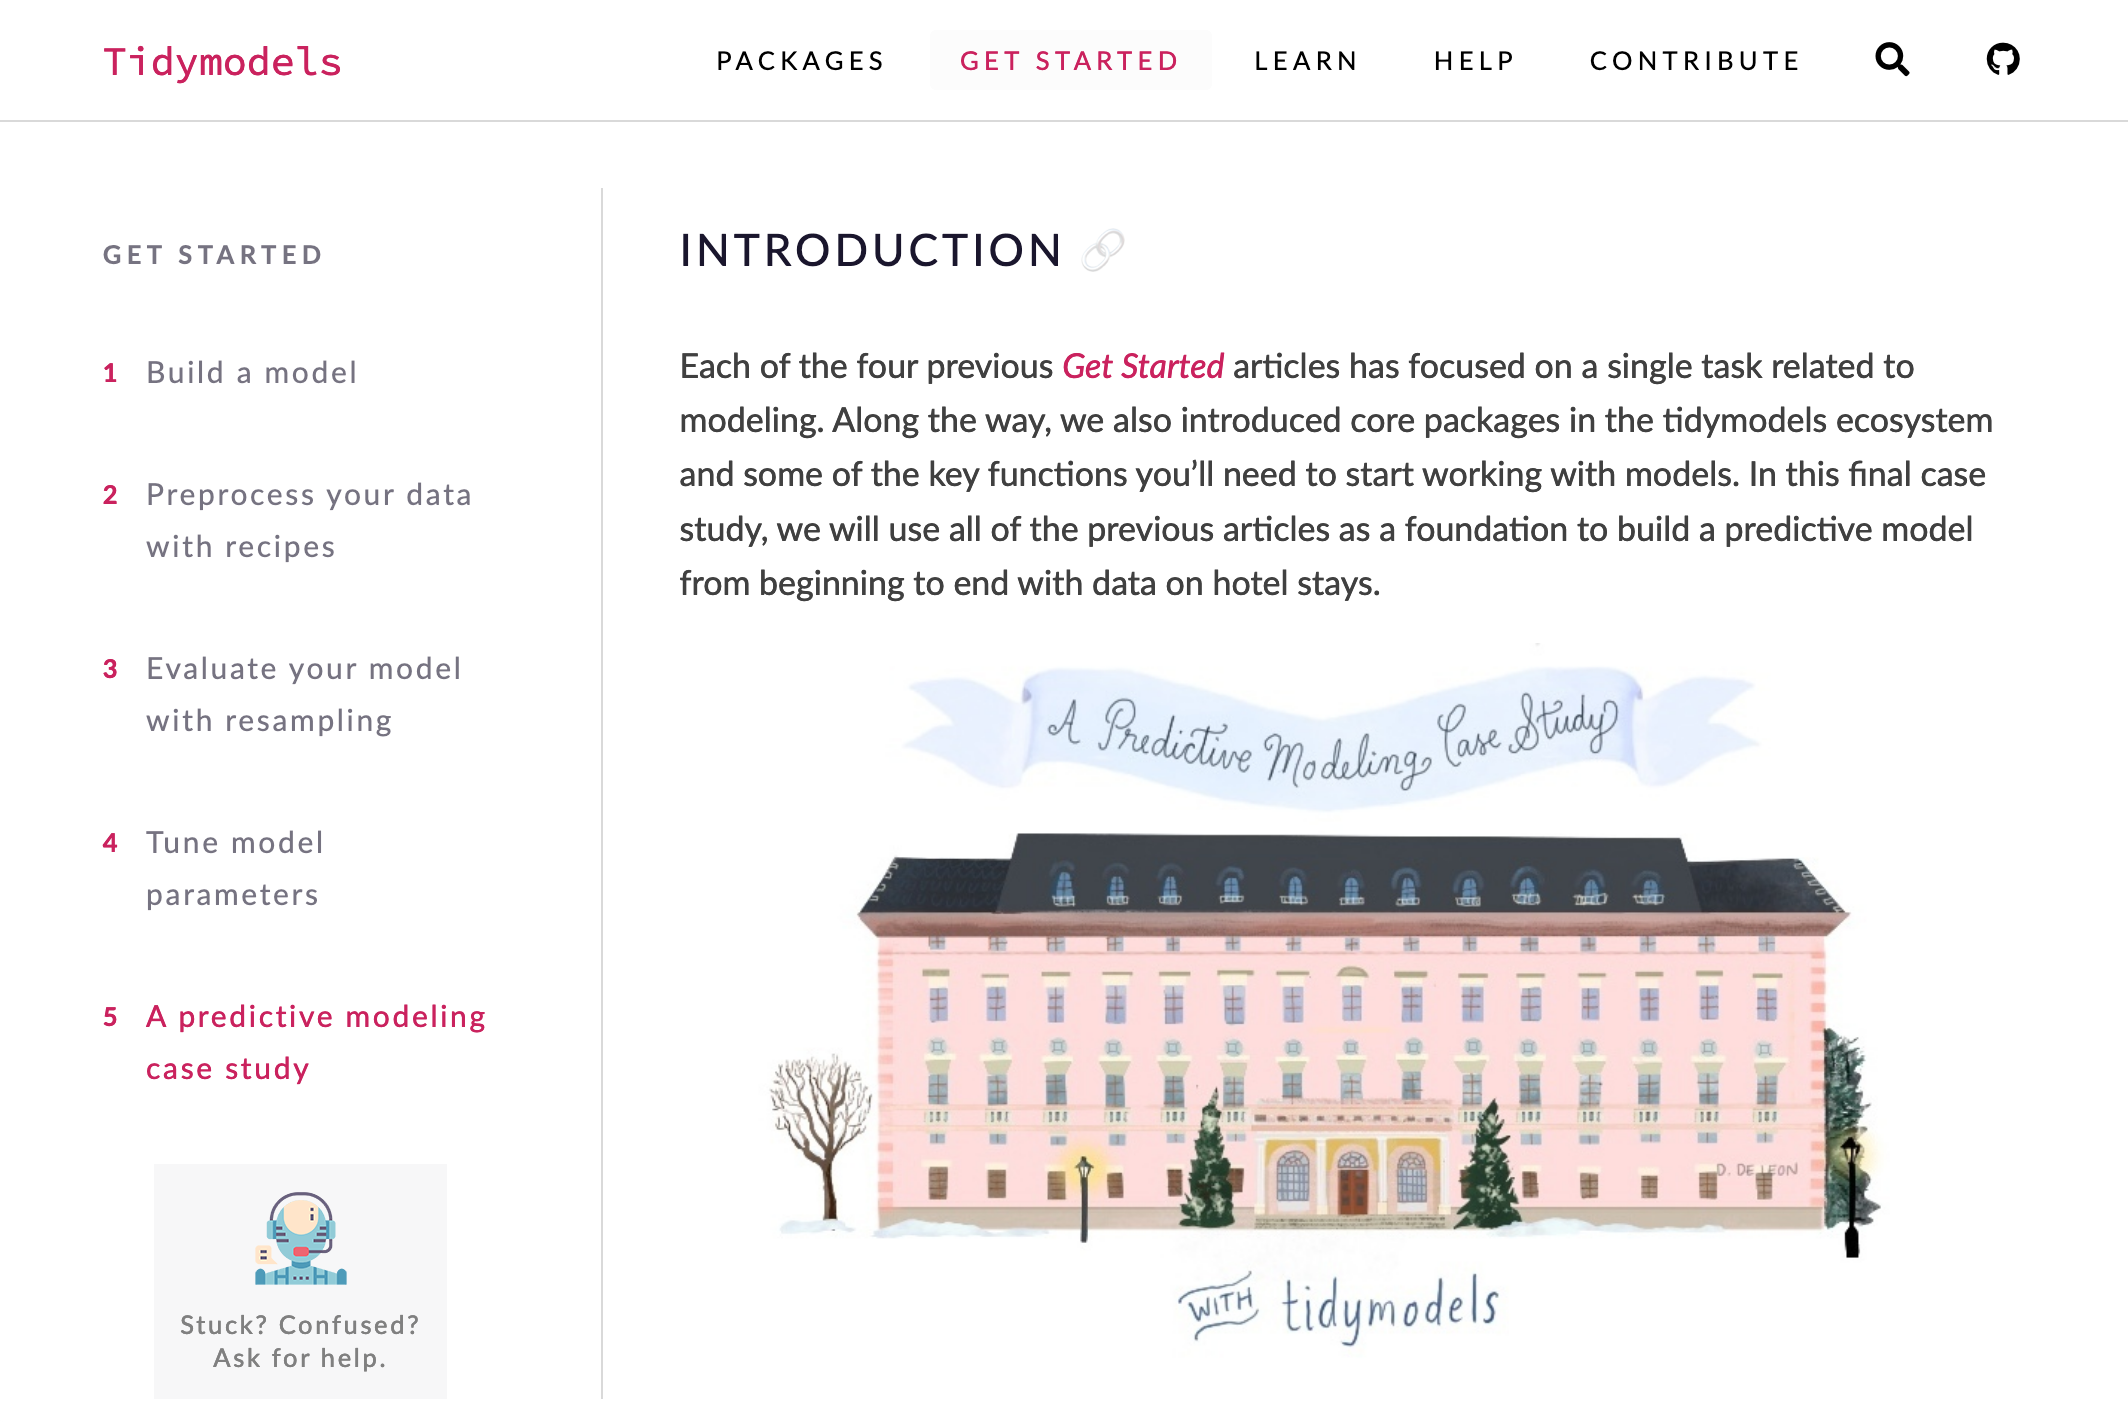 Tidymodels
PACKAGES
GET STARTED
LEARN
HELP
CONTRIBUTE
GET STARTED
1 Build a model
2 Preprocess your data
with recipes
3 Evaluate your model
with resampling
4 Tune model
parameters
5 A predictive modeling
case study
Stuck? Confused?
Ask for help.
INTRODUCTION
Each of the four previous Get Started articles has focused on a single task related to
modeling. Along the way, we also introduced core packages in the tidymodels ecosystem
and some of the key functions you’ll need to start working with models. In this final case
study, we will use all of the previous articles as a foundation to build a predictive model
from beginning to end with data on hotel stays.
A Predictive Modeling Case Study
D. DE LEON
WITH tidymodels